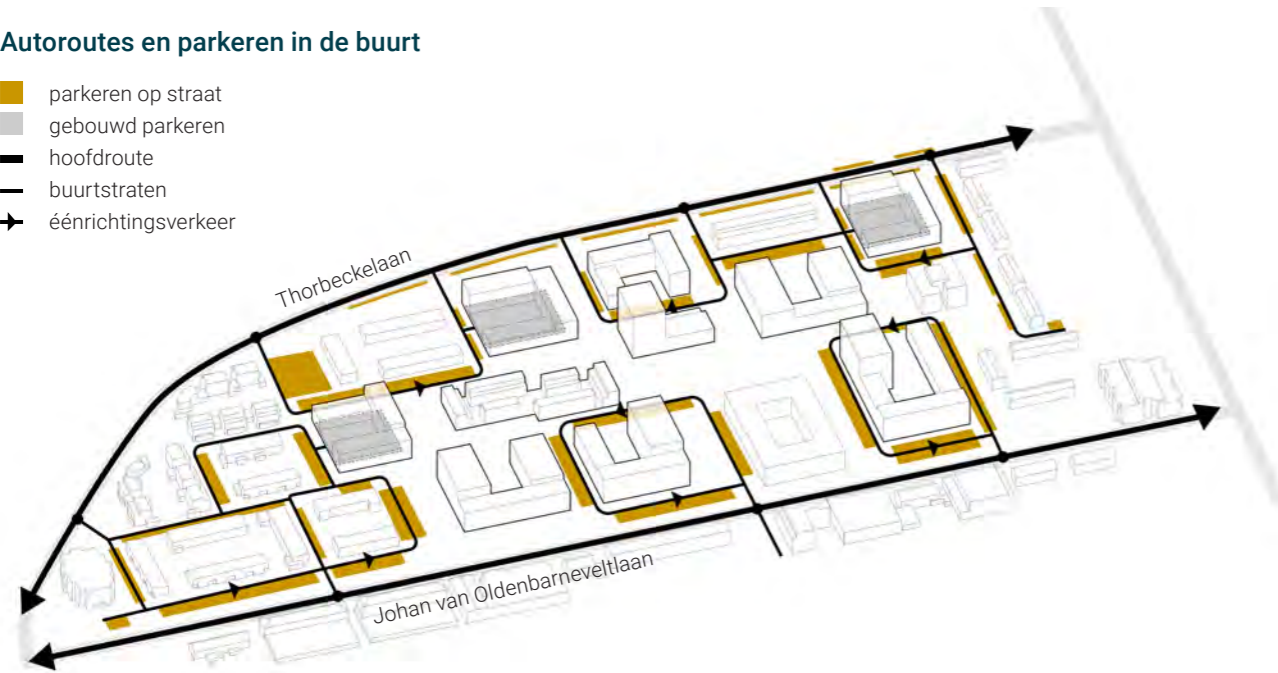 Autoroutes en parkeren in de buurt
parkeren op straat
gebouwd parkeren
hoofdroute
buurtstraten
éénrichtingsverkeer
Thorbeckelaan
Johan van Oldenbarneveltlaan